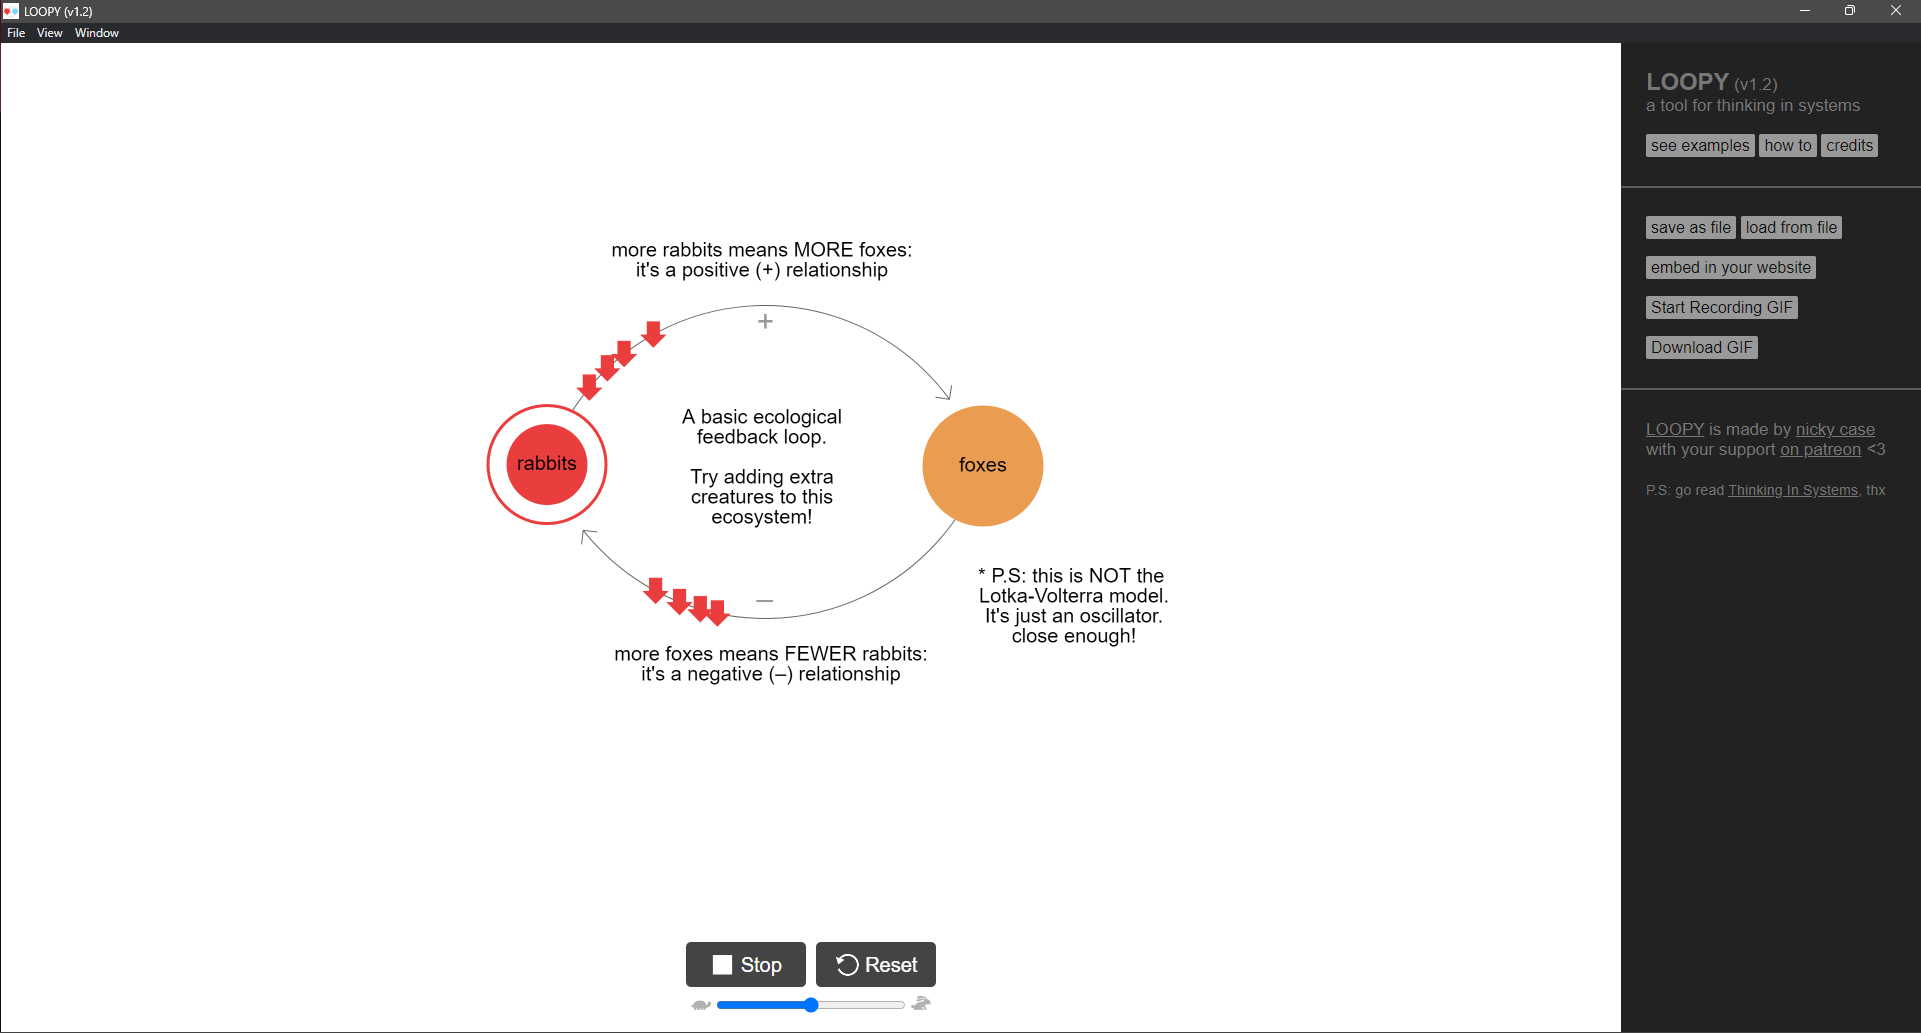 LOOPY (v1.2)
File View Window
LOOPY (v1.2)
a tool for thinking in systems
see examples how to credits
save as file load from file
embed in your website
Start Recording GIF
Download GIF
LOOPY is made by nicky case
with your support on patreon <3
P.S: go read Thinking In Systems, thx
more rabbits means MORE foxes:
it's a positive (+) relationship
+
rabbits
A basic ecological
feedback loop.
Try adding extra
creatures to this
ecosystem!
foxes
–
more foxes means FEWER rabbits:
it's a negative (–) relationship
* P.S: this is NOT the
Lotka-Volterra model.
It's just an oscillator.
close enough!
Stop Reset